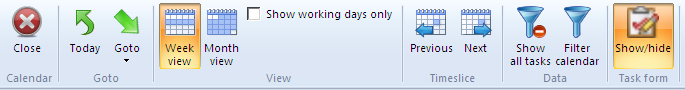 Close
Calendar
Today
Goto
Goto
Week
view
Month
view
Show working days only
View
Previous
Next
Timeslice
Show
all tasks
Filter
calendar
Data
Show/hide
Task form